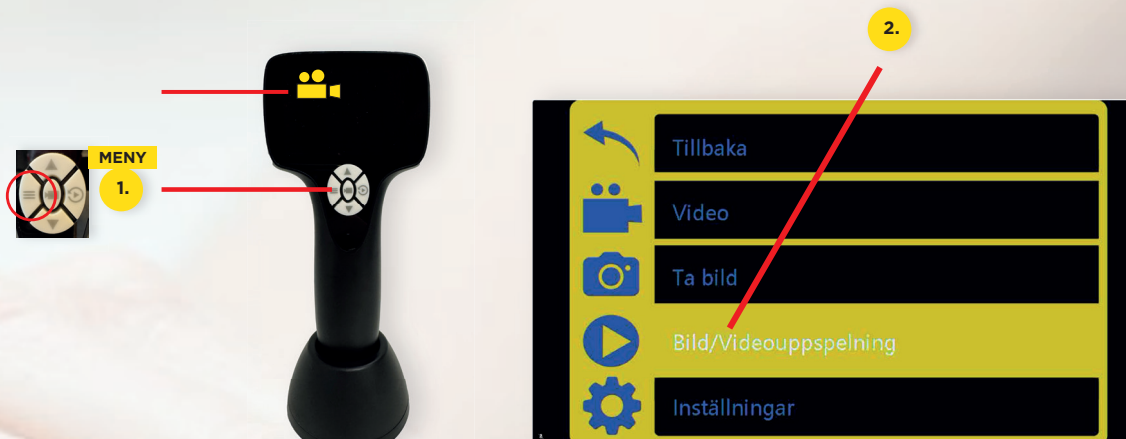 2.
MENY
1.
Tillbaka
Video
Ta bild
Bild/Videouppspelning
Inställningar